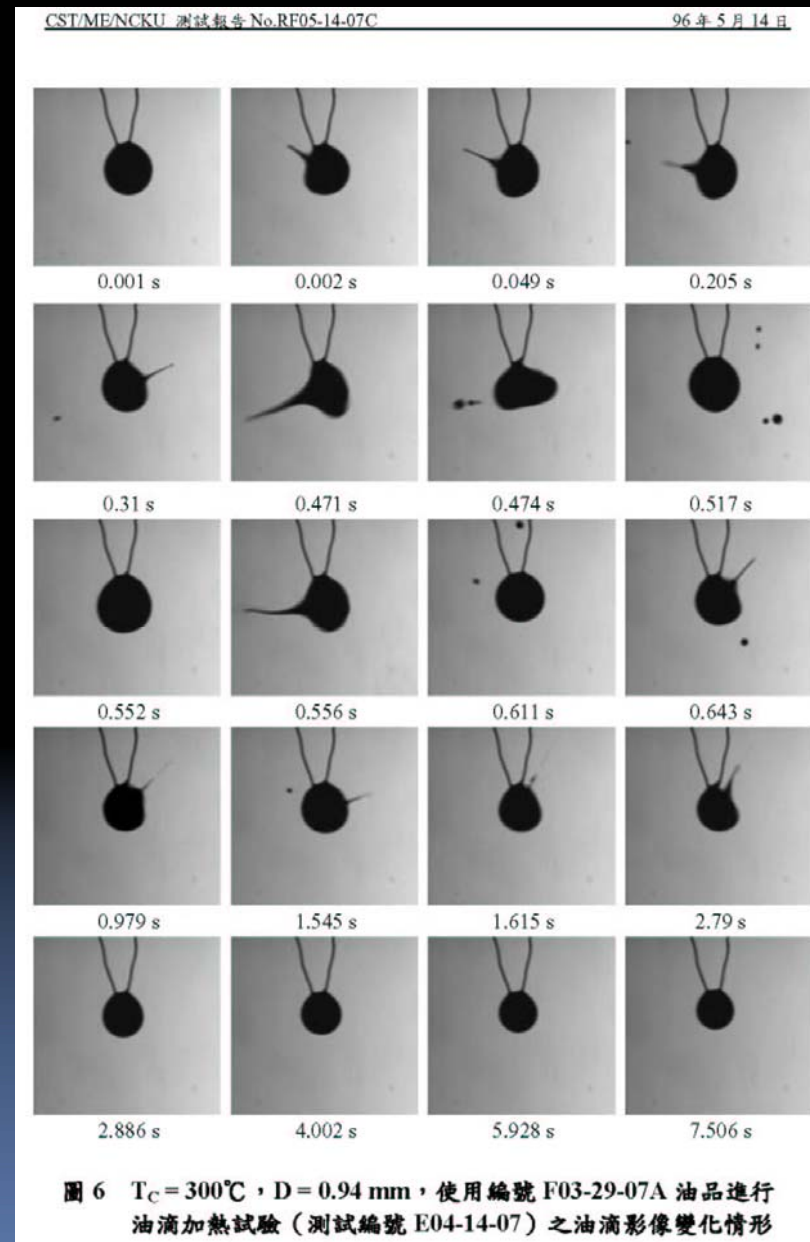 CST/ME/NCKU 測試報告 No.RF05-14-07C 96 年 5 月 14 日
0.001 s 0.002 s 0.049 s 0.205 s
0.31 s 0.471 s 0.474 s 0.517 s
0.552 s 0.556 s 0.611 s 0.643 s
0.979 s 1.545 s 1.615 s 2.79 s
2.886 s 4.002 s 5.928 s 7.506 s
圖 6 T_C = 300℃，D = 0.94 mm，使用編號 F03-29-07A 油品進行
油滴加熱試驗（測試編號 E04-14-07）之油滴影像變化情形